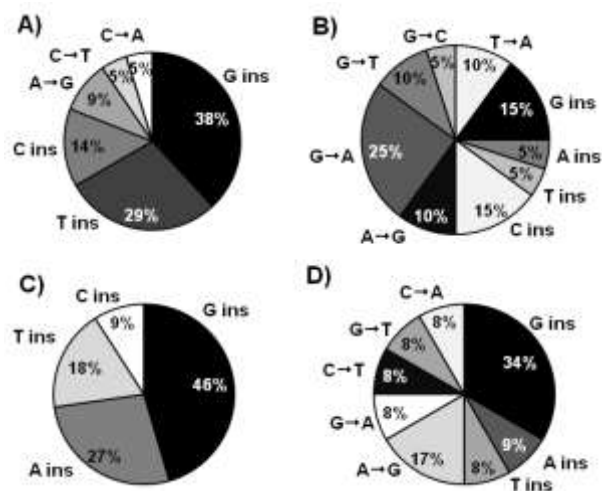 A)
C→A
5%
C→T
5%
A→G
9%
C ins
14%
T ins
29%
G ins
38%
B)
G→C
5%
T→A
10%
G→T
10%
G ins
15%
G→A
25%
A ins
5%
T ins
5%
C ins
15%
A→G
10%
C)
C ins
9%
G ins
46%
T ins
18%
A ins
27%
D)
C→A
8%
G ins
34%
G→T
8%
C→T
8%
G→A
8%
A→G
17%
T ins
8%
A ins
9%